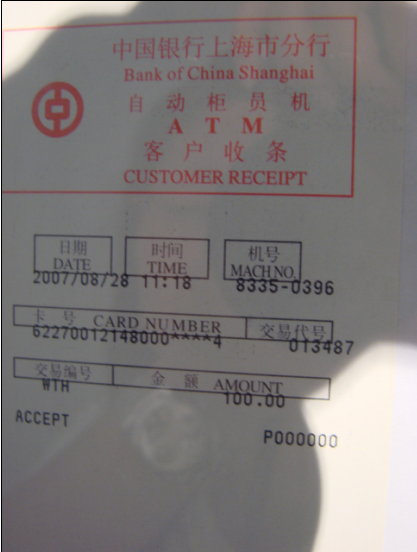 中国银行上海市分行
Bank of China Shanghai
自动柜员机
ATM
客户收条
CUSTOMER RECEIPT
日期 时间 机号
DATE TIME MACH NO.
2007/08/28 11:18 8335-0396
卡号 CARD NUMBER 交易代号
62270012148000****4 013487
交易编号 金额 AMOUNT
WTH 100.00
ACCEPT
P000000